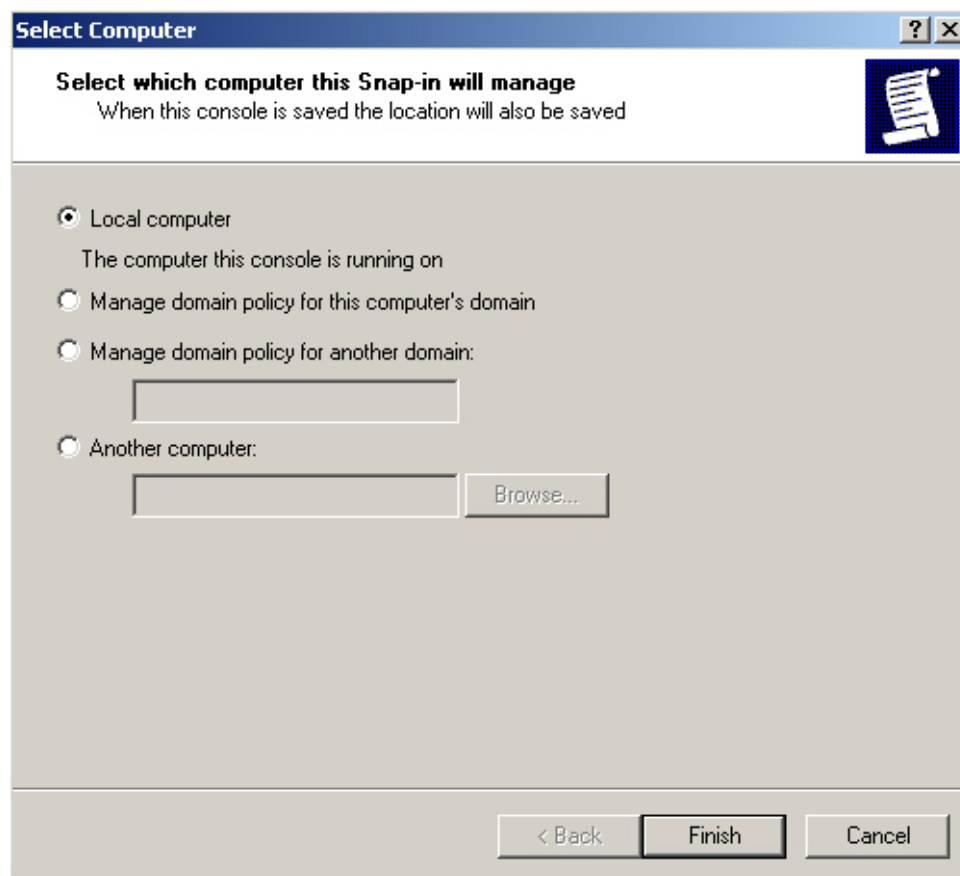 Select Computer
Select which computer this Snap-in will manage
When this console is saved the location will also be saved
Local computer
The computer this console is running on
Manage domain policy for this computer's domain
Manage domain policy for another domain:
Another computer:
Browse...
< Back Finish Cancel